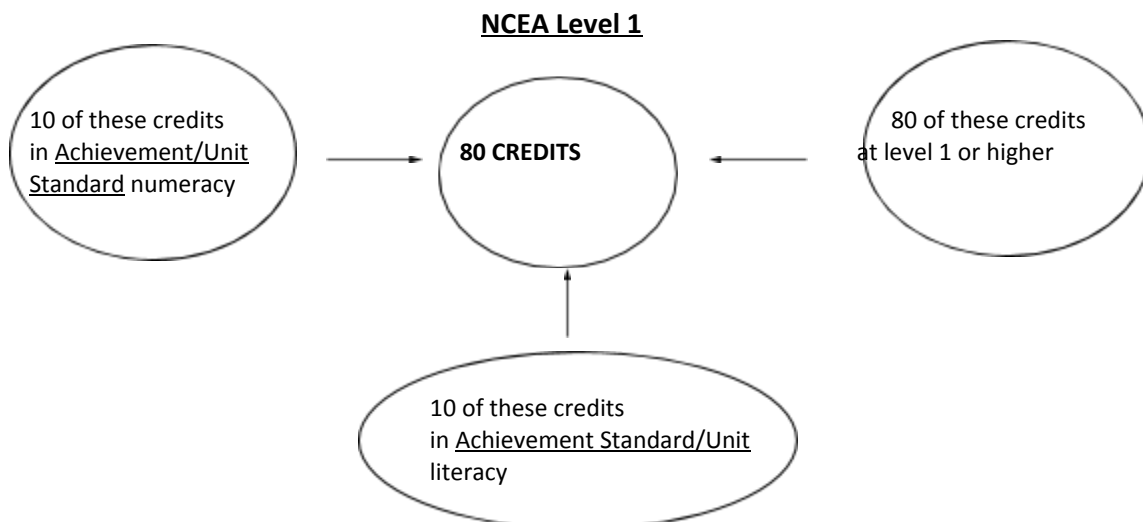 NCEA Level 1
10 of these credits
in Achievement/Unit
Standard numeracy
80 CREDITS
80 of these credits
at level 1 or higher
10 of these credits
in Achievement Standard/Unit
literacy